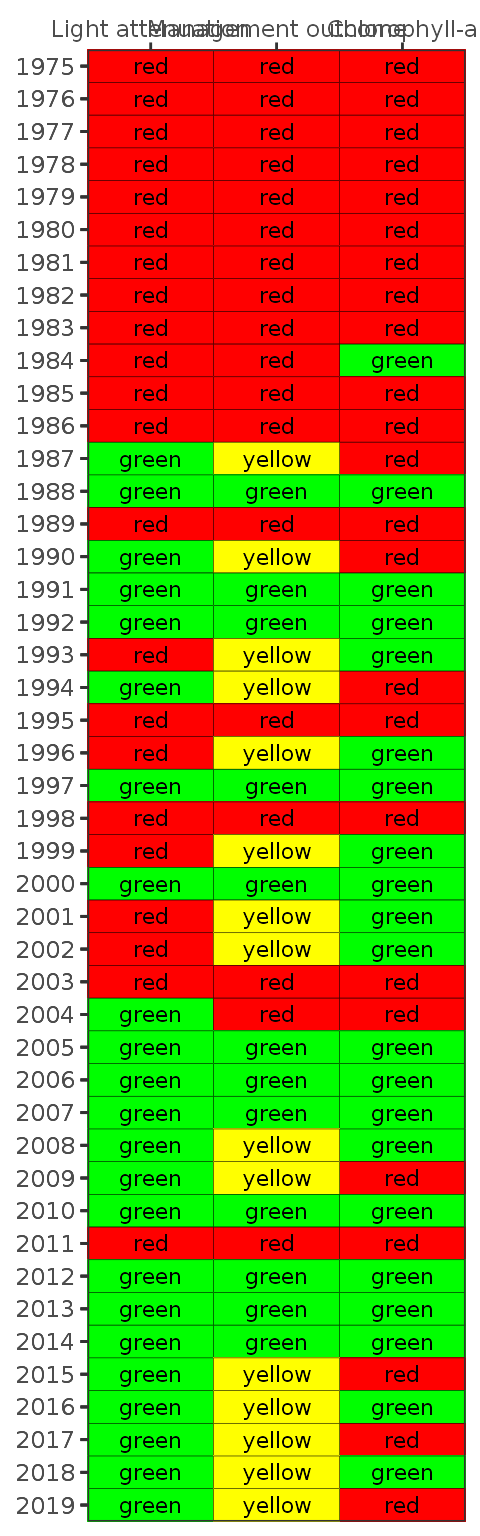 Light attenuation Management outcome Chlorophyll-a
1975 red red red
1976 red red red
1977 red red red
1978 red red red
1979 red red red
1980 red red red
1981 red red red
1982 red red red
1983 red red red
1984 red red green
1985 red red red
1986 red red red
1987 green yellow red
1988 green green green
1989 red red red
1990 green yellow red
1991 green green green
1992 green green green
1993 red yellow green
1994 green yellow red
1995 red red red
1996 red yellow green
1997 green green green
1998 red red red
1999 red yellow green
2000 green green green
2001 red yellow green
2002 red yellow green
2003 red red red
2004 green red red
2005 green green green
2006 green green green
2007 green green green
2008 green yellow green
2009 green yellow red
2010 green green green
2011 red red red
2012 green green green
2013 green green green
2014 green green green
2015 green yellow red
2016 green yellow green
2017 green yellow red
2018 green yellow green
2019 green yellow red